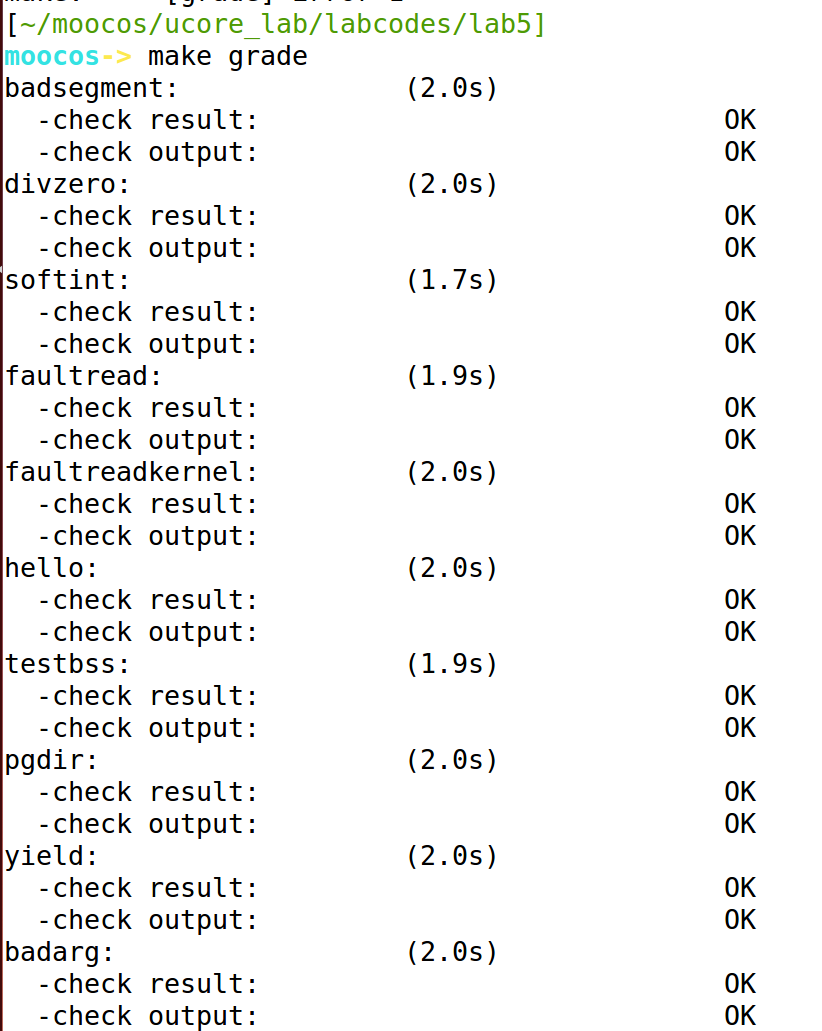 [~/moocos/ucore_lab/labcodes/lab5]
moocos-> make grade
badsegment: (2.0s)
-check result: OK
-check output: OK
divzero: (2.0s)
-check result: OK
-check output: OK
softint: (1.7s)
-check result: OK
-check output: OK
faultread: (1.9s)
-check result: OK
-check output: OK
faultreadkernel: (2.0s)
-check result: OK
-check output: OK
hello: (2.0s)
-check result: OK
-check output: OK
testbss: (1.9s)
-check result: OK
-check output: OK
pgdir: (2.0s)
-check result: OK
-check output: OK
yield: (2.0s)
-check result: OK
-check output: OK
badarg: (2.0s)
-check result: OK
-check output: OK